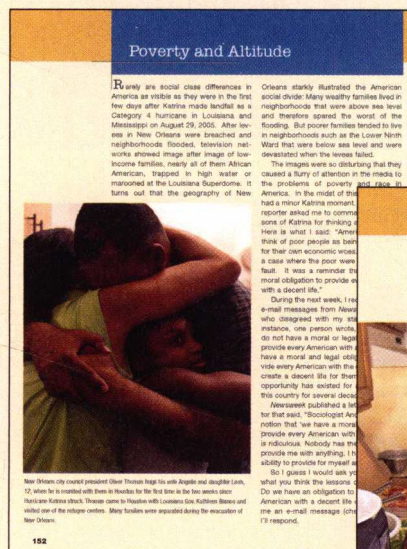 Poverty and Altitude
Rarely are social class differences in
America as visible as they were in the first
few days after Katrina made landfall as a
Category 4 hurricane in Louisiana and
Mississippi on August 29, 2005. After lev-
ees in New Orleans were breached and
neighborhoods flooded, television net-
works showed image after image of low-
income families, nearly all of them African
American, trapped in high water or
marooned at the Louisiana Superdome. It
turns out that the geography of New
Orleans starkly illustrated the American
social divide: Many wealthy families lived in
neighborhoods that were above sea level
and therefore spared the worst of the
flooding. But poorer families tended to live
in neighborhoods such as the Lower Ninth
Ward that were below sea level and were
devastated when the levees failed.
The images were so disturbing that they
caused a flurry of attention in the media to
the problems of poverty and race in
America. In the midst of this
had a minor Katrina moment.
reporter asked me to comme
sons of Katrina for thinking a
Here is what I said: "Amer
think of poor people as bein
for their own economic woes.
a case where the poor were
fault. It was a reminder th
moral obligation to provide ev
with a decent life."
During the next week, I rec
e-mail messages from News
who disagreed with my sta
instance, one person wrote,
do not have a moral or legal
provide every American with a
have a moral and legal oblig
vide every American with the
create a decent life for them
opportunity has existed for
this country for several decad
Newsweek published a let
tor that said, "Sociologist And
notion that 'we have a mora
provide every American with
is ridiculous. Nobody has the
provide me with anything. I h
sibility to provide for myself a
So I guess I would ask yo
what you think the lessons o
Do we have an obligation to
American with a decent life
me an e-mail message (che
I'll respond.
New Orleans city council president Oliver Thomas hugs his wife Angelle and daughter Leah,
12, when he is reunited with them in Houston for the first time in the two weeks since
Hurricane Katrina struck. Thomas came to Houston with Louisiana Gov. Kathleen Blanco and
visited one of the refugee centers. Many families were separated during the evacuation of
New Orleans.
152